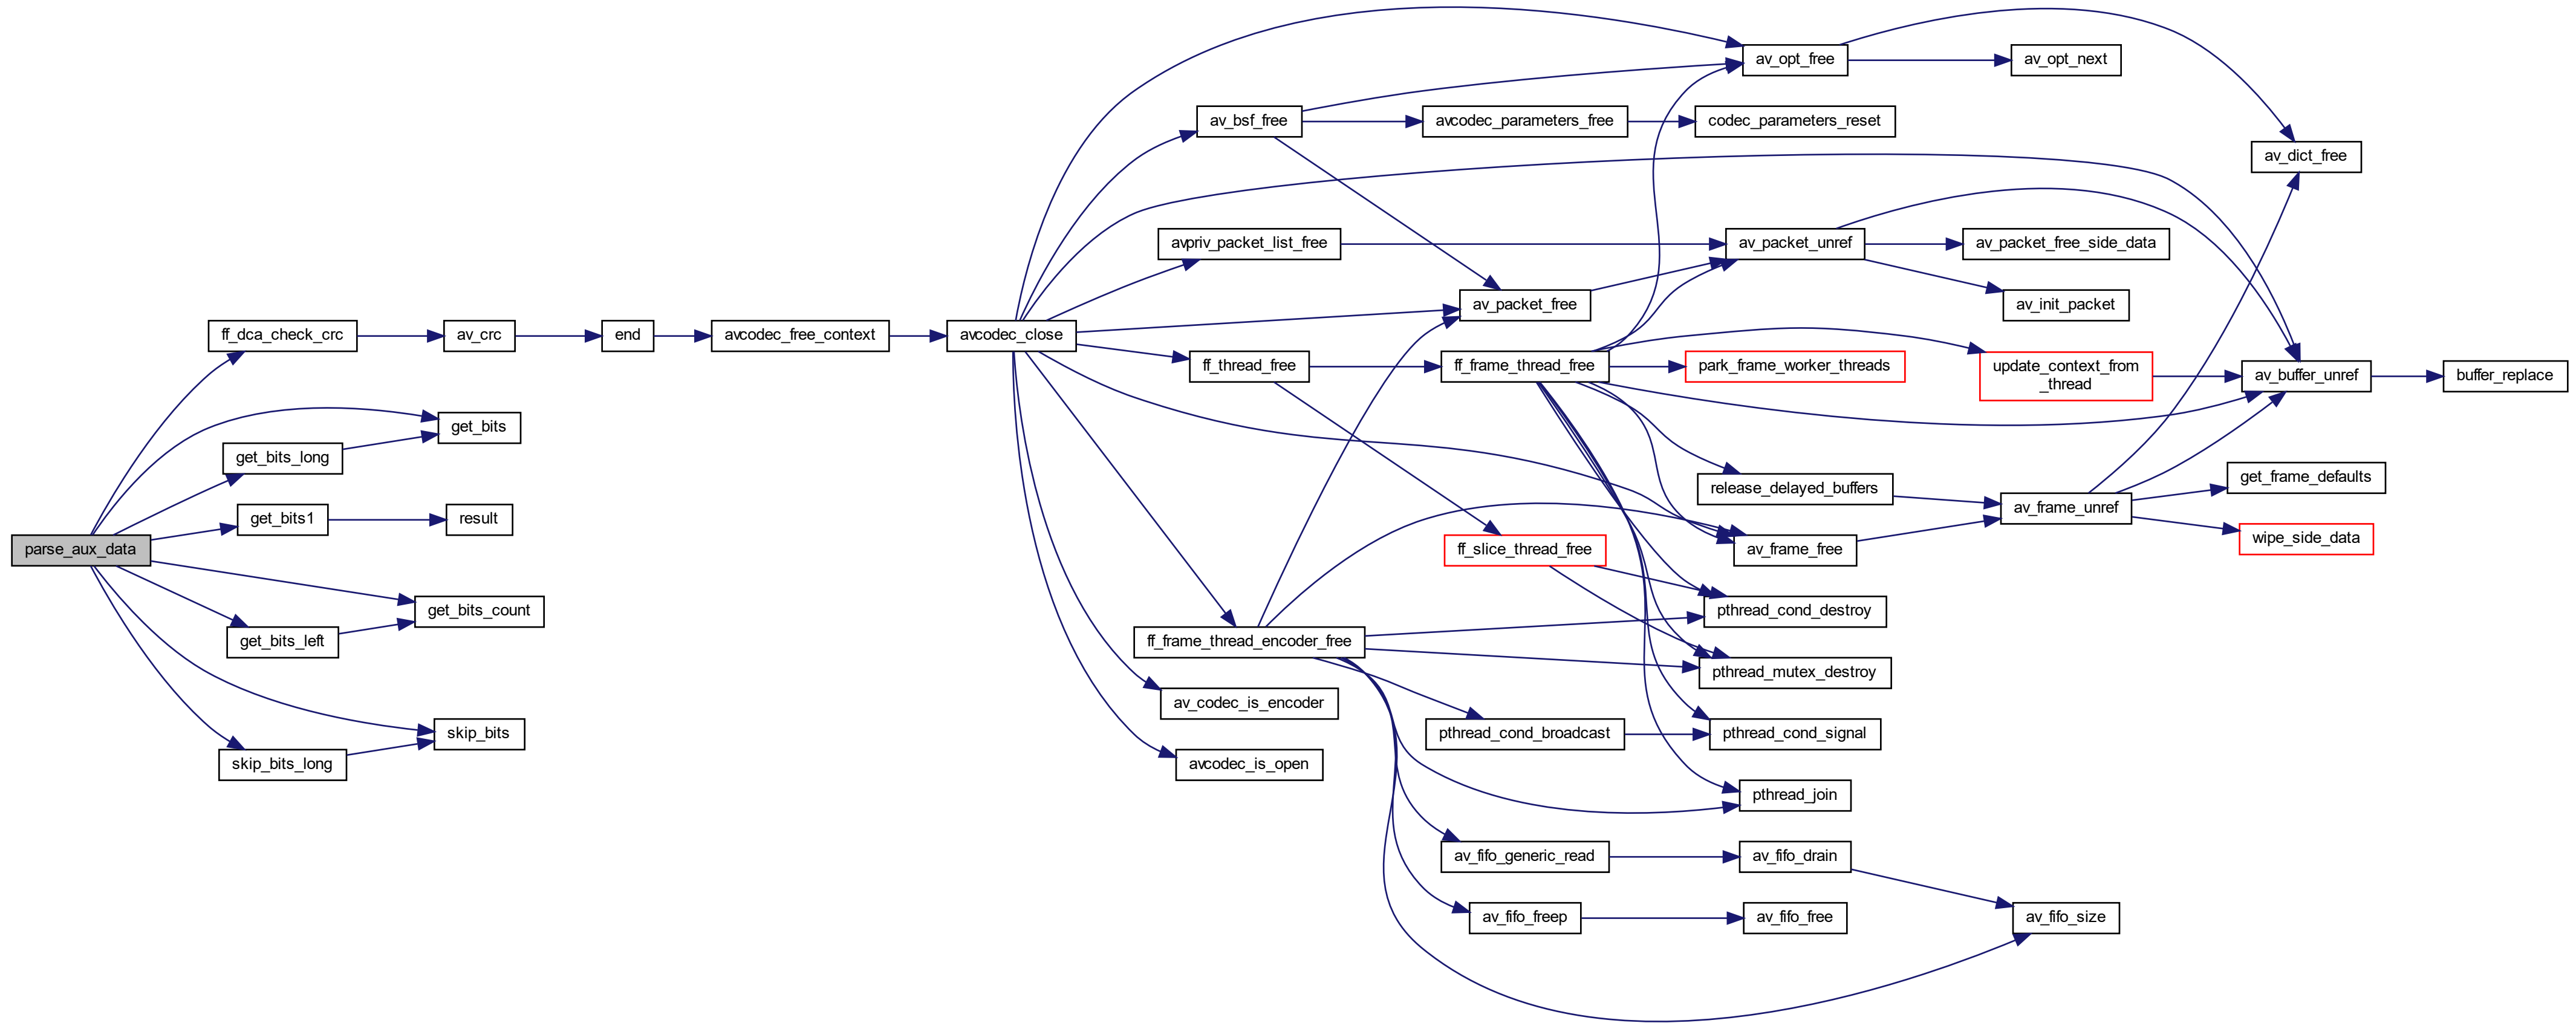 parse_aux_data
ff_dca_check_crc
av_crc
end
avcodec_free_context
avcodec_close
get_bits
get_bits_long
get_bits1
result
get_bits_count
get_bits_left
skip_bits
skip_bits_long
av_bsf_free
avcodec_parameters_free
codec_parameters_reset
av_opt_free
av_opt_next
av_dict_free
avpriv_packet_list_free
av_packet_unref
av_packet_free_side_data
av_init_packet
av_packet_free
ff_thread_free
ff_frame_thread_free
park_frame_worker_threads
update_context_from
_thread
av_buffer_unref
buffer_replace
release_delayed_buffers
av_frame_unref
get_frame_defaults
wipe_side_data
ff_slice_thread_free
av_frame_free
pthread_cond_destroy
ff_frame_thread_encoder_free
pthread_mutex_destroy
av_codec_is_encoder
pthread_cond_broadcast
pthread_cond_signal
avcodec_is_open
pthread_join
av_fifo_generic_read
av_fifo_drain
av_fifo_freep
av_fifo_free
av_fifo_size